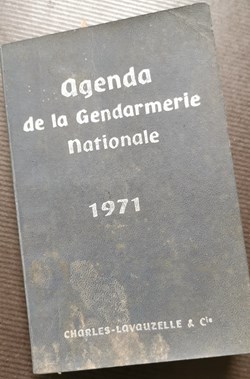 Agenda
de la Gendarmerie
Nationale
1971
CHARLES-LAVAUZELLE & Cie